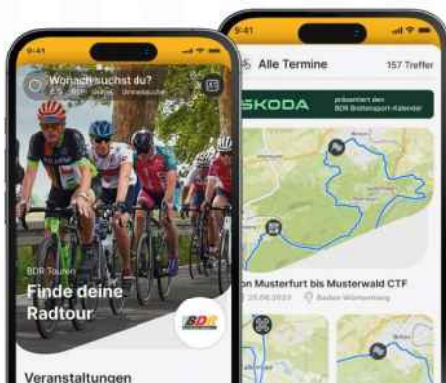 9:41
Wonach suchst du?
BDR Touren
Finde deine
Radtour
BDR
Veranstaltungen
9:41
Alle Termine
157 Treffer
SKODA
präsentiert den
BDR Breitensport-Kalender
on Musterfurt bis Musterwald CTF
25.08.2023
Baden-Württemberg